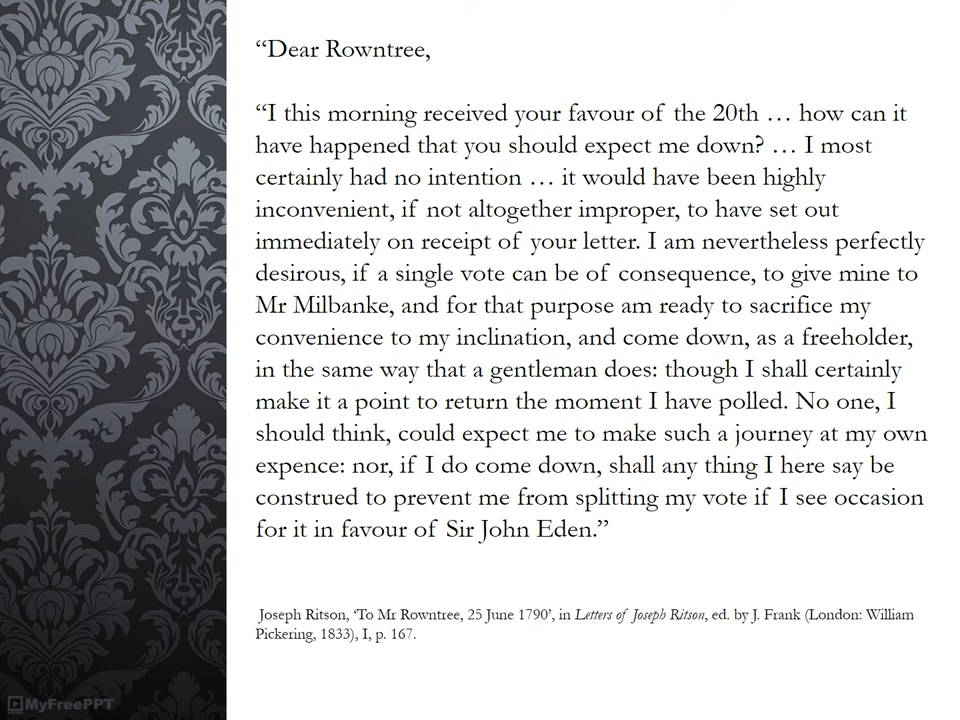 “Dear Rowntree,
“I this morning received your favour of the 20th … how can it
have happened that you should expect me down? … I most
certainly had no intention … it would have been highly
inconvenient, if not altogether improper, to have set out
immediately on receipt of your letter. I am nevertheless perfectly
desirous, if a single vote can be of consequence, to give mine to
Mr Milbanke, and for that purpose am ready to sacrifice my
convenience to my inclination, and come down, as a freeholder,
in the same way that a gentleman does: though I shall certainly
make it a point to return the moment I have polled. No one, I
should think, could expect me to make such a journey at my own
expence: nor, if I do come down, shall any thing I here say be
construed to prevent me from splitting my vote if I see occasion
for it in favour of Sir John Eden.”
Joseph Ritson, ‘To Mr Rowntree, 25 June 1790’, in Letters of Joseph Ritson, ed. by J. Frank (London: William
Pickering, 1833), I, p. 167.
MyFreePPT